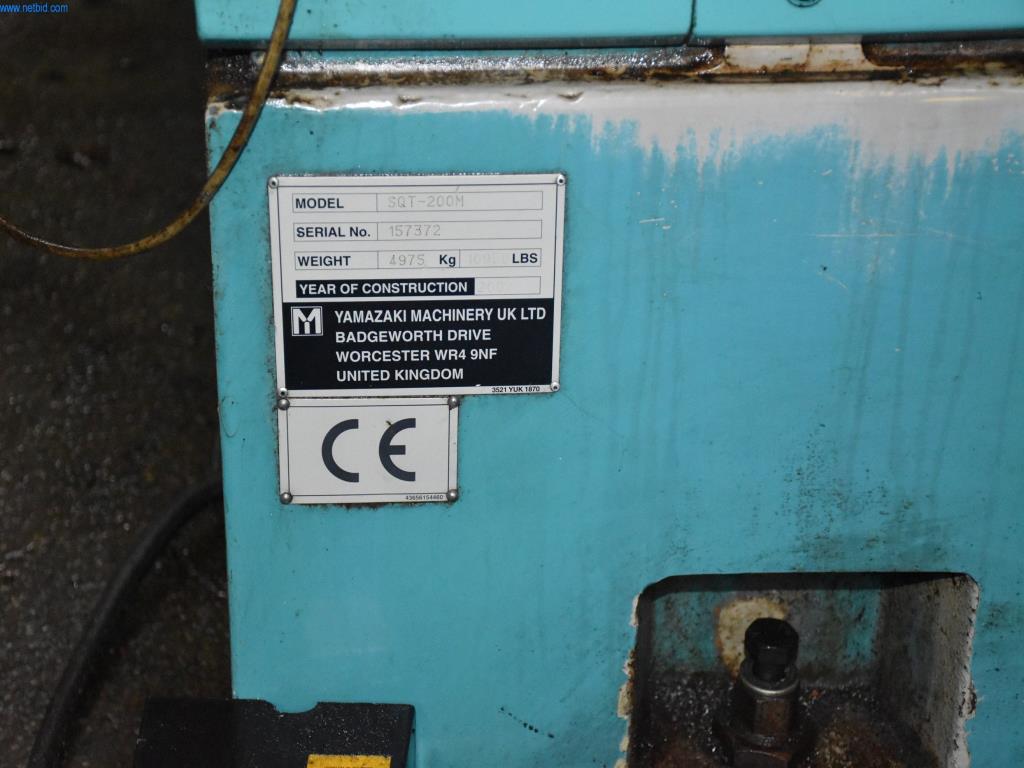 www.netbid.com
MODEL SQT-200M
SERIAL No. 157372
WEIGHT 4975 Kg LBS
YEAR OF CONSTRUCTION
YAMAZAKI MACHINERY UK LTD
BADGEWORTH DRIVE
WORCESTER WR4 9NF
UNITED KINGDOM
3521 YUK 1870
CE
43656154460